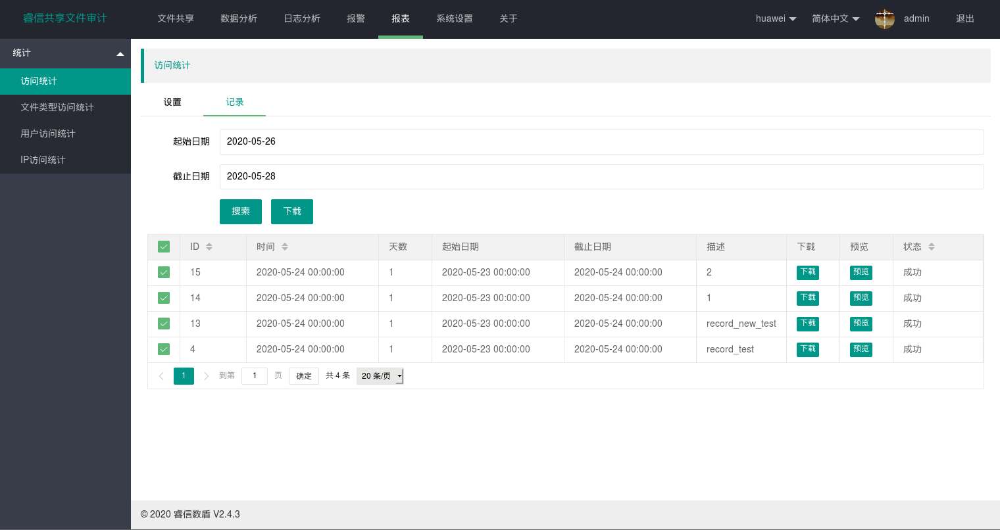 睿信共享文件审计 文件共享 数据分析 日志分析 报警 报表 系统设置 关于 huawei 简体中文 admin 退出
统计
访问统计
文件类型访问统计
用户访问统计
IP访问统计
访问统计
设置 记录
起始日期 2020-05-26
截止日期 2020-05-28
搜索 下载
ID 时间 天数 起始日期 截止日期 描述 下载 预览 状态
15 2020-05-24 00:00:00 1 2020-05-23 00:00:00 2020-05-24 00:00:00 2 下载 预览 成功
14 2020-05-24 00:00:00 1 2020-05-23 00:00:00 2020-05-24 00:00:00 1 下载 预览 成功
13 2020-05-24 00:00:00 1 2020-05-23 00:00:00 2020-05-24 00:00:00 record_new_test 下载 预览 成功
4 2020-05-24 00:00:00 1 2020-05-23 00:00:00 2020-05-24 00:00:00 record_test 下载 预览 成功
1 到第 1 页 确定 共 4 条 20 条/页
© 2020 睿信数盾 V2.4.3